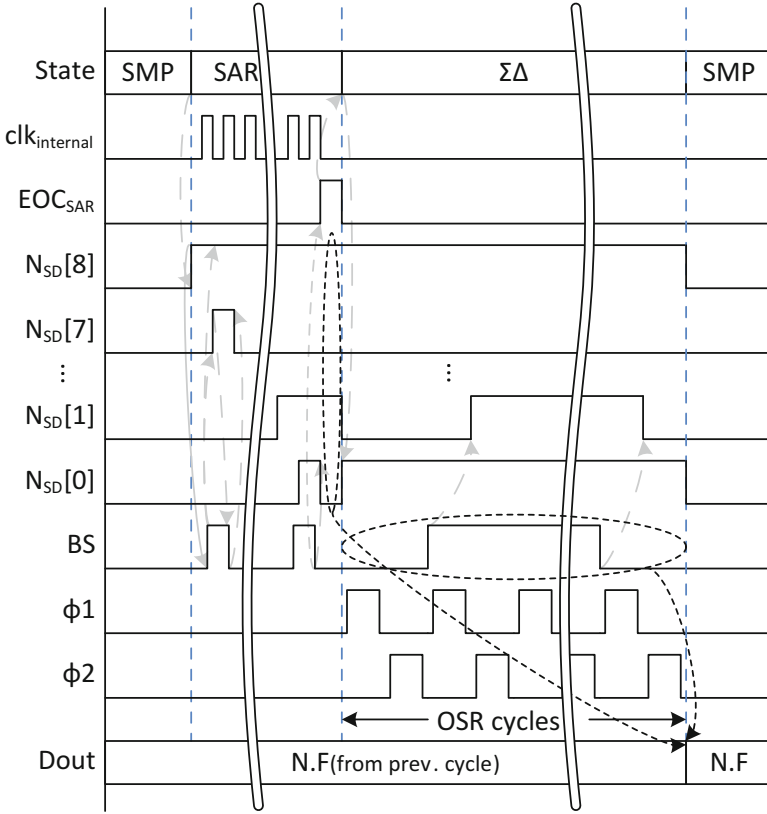 State SMP SAR ΣΔ SMP
clkinternal
EOCSAR
NSD[8]
NSD[7]
⋮ ⋮
NSD[1]
NSD[0]
BS
ϕ1
ϕ2
OSR cycles
Dout N.F(from prev. cycle) N.F